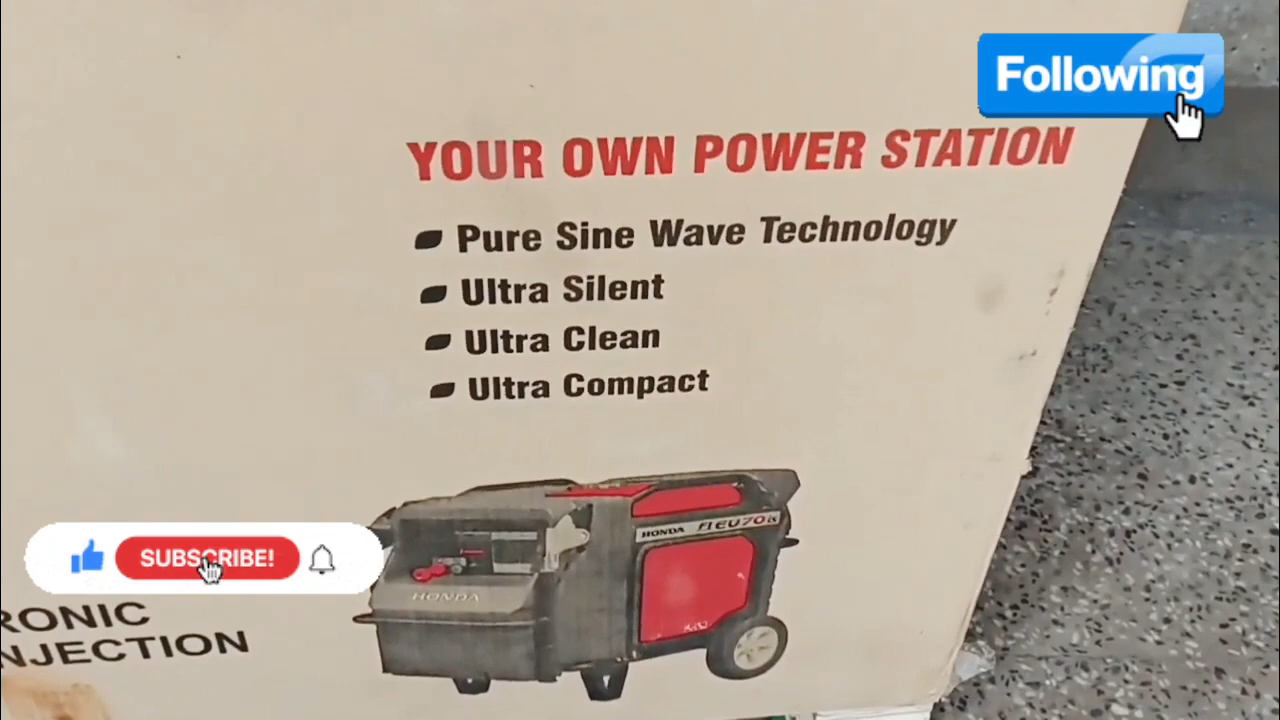 Following
YOUR OWN POWER STATION
Pure Sine Wave Technology
Ultra Silent
Ultra Clean
Ultra Compact
HONDA EU70is
HONDA
SUBSCRIBE!
RONIC
NJECTION